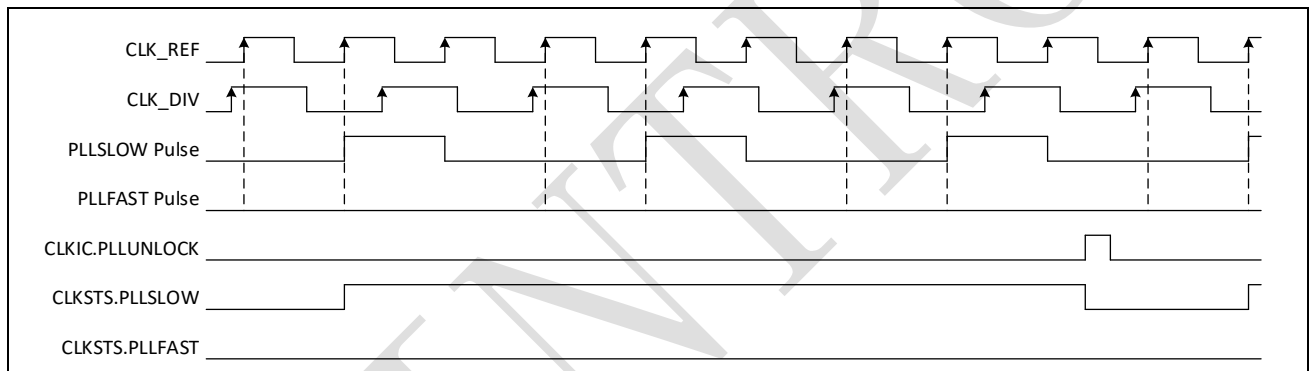 CLK_REF
CLK_DIV
PLLSLOW Pulse
PLLFAST Pulse
CLKIC.PLLUNLOCK
CLKSTS.PLLSLOW
CLKSTS.PLLFAST